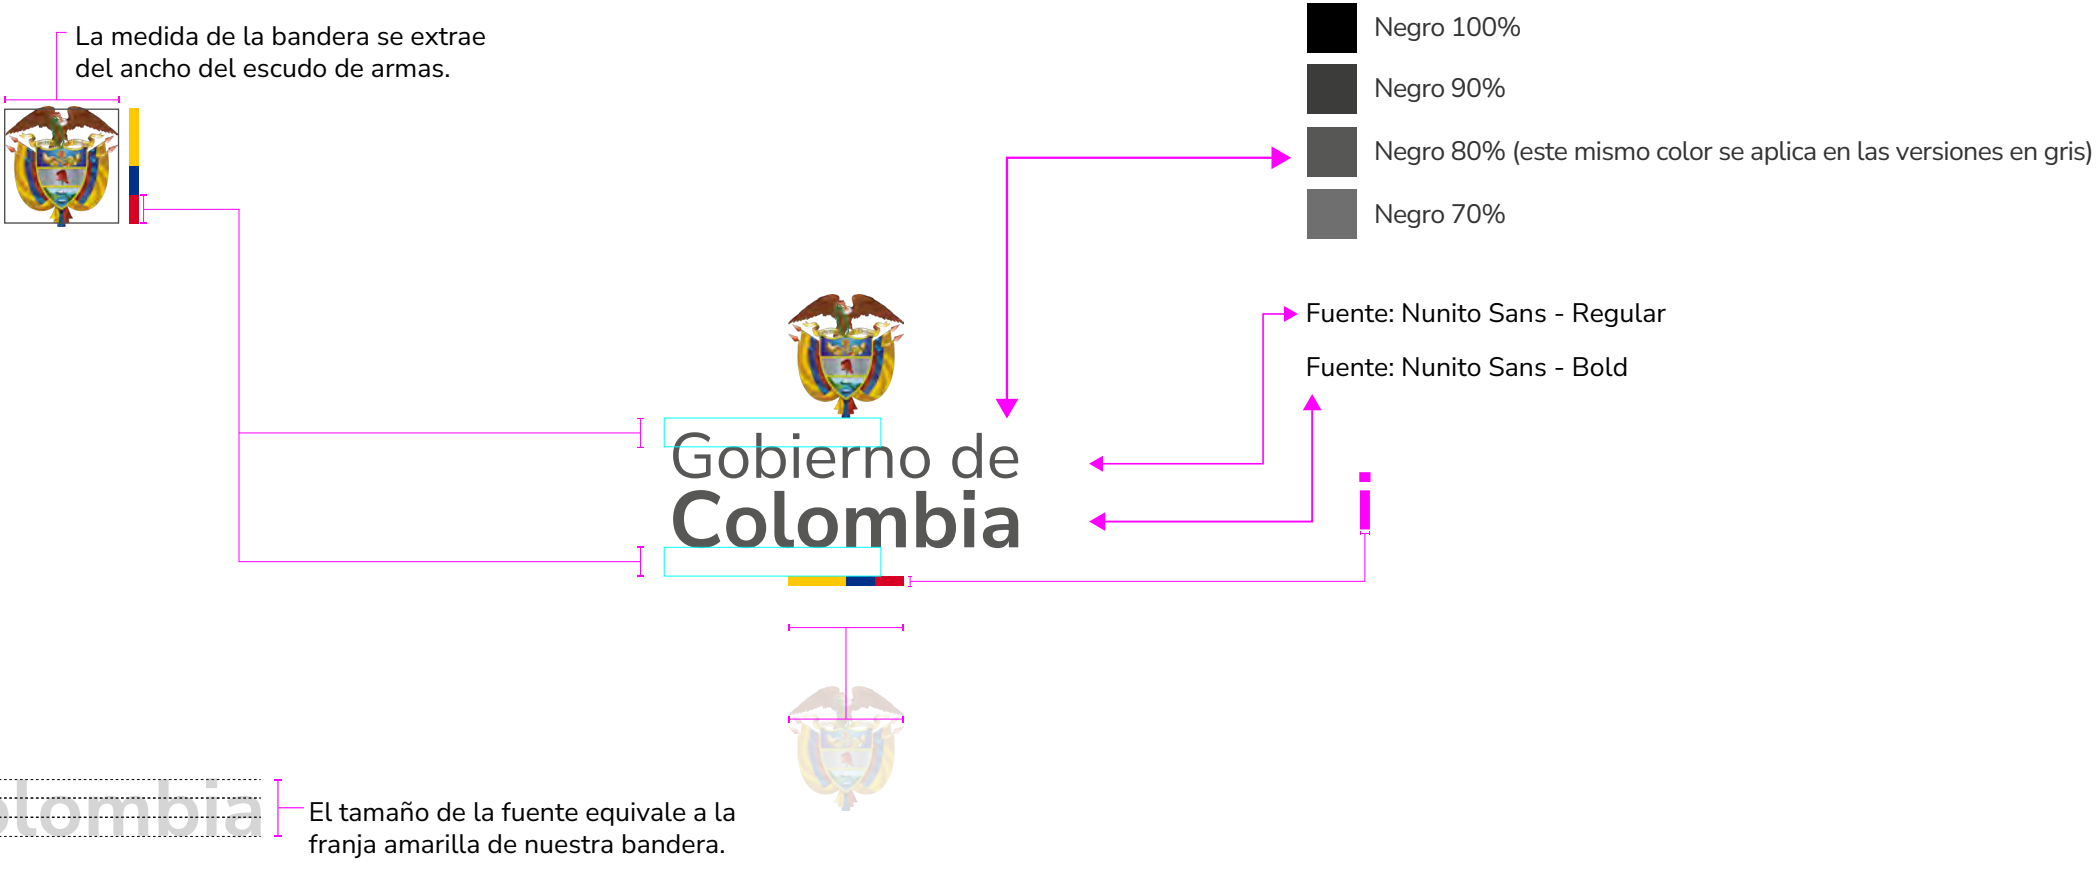 La medida de la bandera se extrae
del ancho del escudo de armas.
Negro 100%
Negro 90%
Negro 80% (este mismo color se aplica en las versiones en gris)
Negro 70%
Fuente: Nunito Sans - Regular
Fuente: Nunito Sans - Bold
Gobierno de
Colombia
i
olombia
El tamaño de la fuente equivale a la
franja amarilla de nuestra bandera.